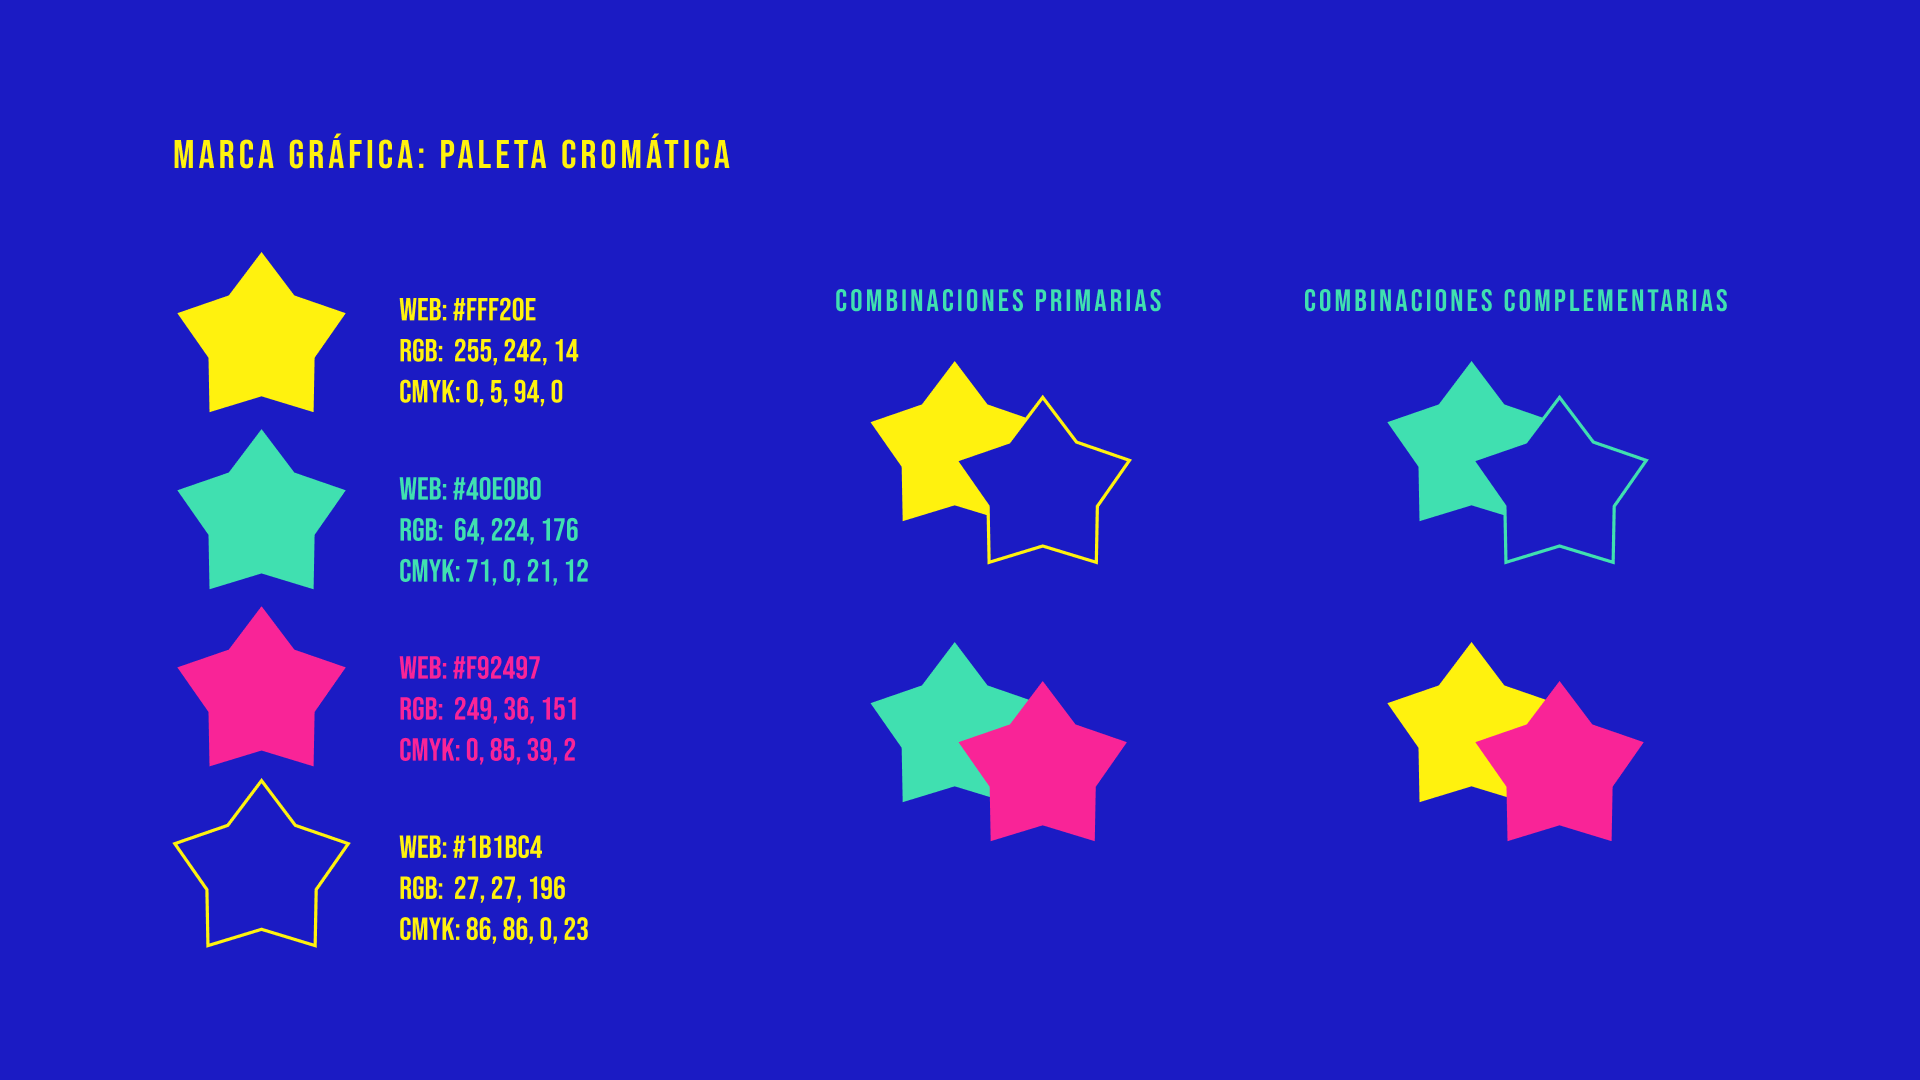 MARCA GRÁFICA: PALETA CROMÁTICA
WEB: #FFF20E
RGB: 255, 242, 14
CMYK: 0, 5, 94, 0
WEB: #40E0B0
RGB: 64, 224, 176
CMYK: 71, 0, 21, 12
WEB: #F92497
RGB: 249, 36, 151
CMYK: 0, 85, 39, 2
WEB: #1B1BC4
RGB: 27, 27, 196
CMYK: 86, 86, 0, 23
COMBINACIONES PRIMARIAS
COMBINACIONES COMPLEMENTARIAS